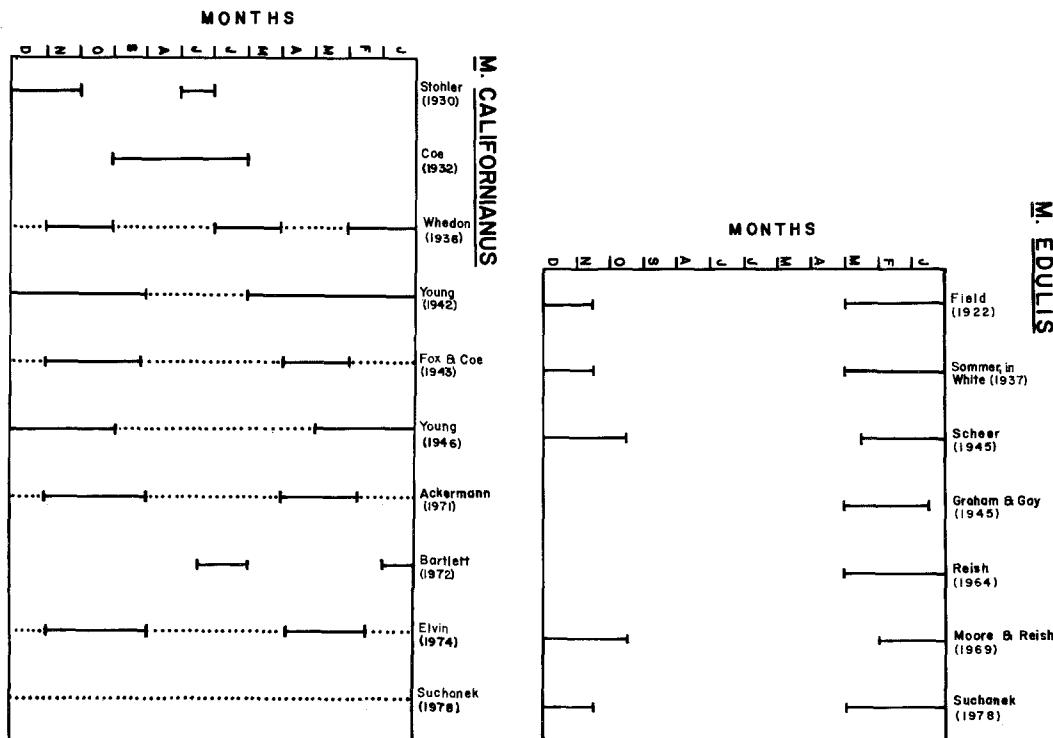 MONTHS
D N O S A J J M A M F J
M. CALIFORNIANUS
Stohler
(1930)
Coe
(1932)
Whedon
(1936)
Young
(1942)
Fox & Coe
(1943)
Young
(1946)
Ackermann
(1971)
Bartlett
(1972)
Elvin
(1974)
Suchanek
(1978)
M. EDULIS
MONTHS
D N O S A J J M A M F J
Field
(1922)
Sommer, in
White (1937)
Scheer
(1945)
Graham & Gay
(1945)
Reish
(1964)
Moore & Reish
(1969)
Suchanek
(1978)